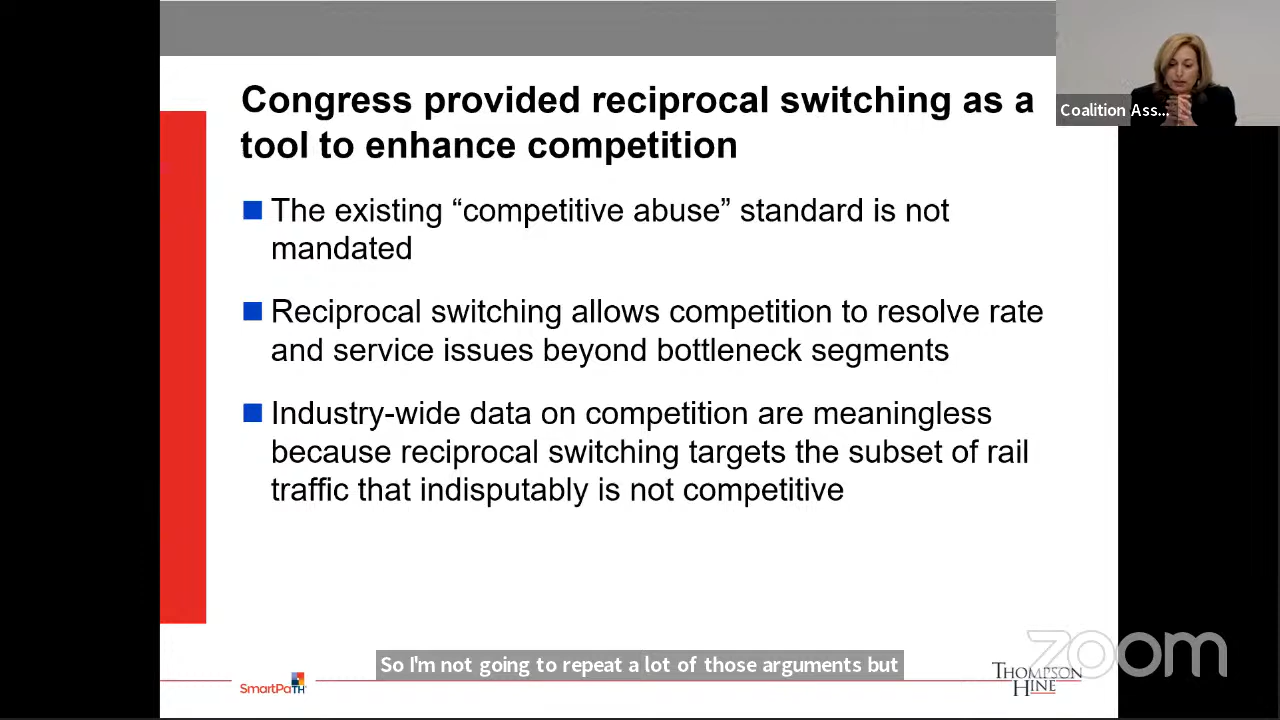 Congress provided reciprocal switching as a
tool to enhance competition
Coalition Ass...
The existing “competitive abuse” standard is not
mandated
Reciprocal switching allows competition to resolve rate
and service issues beyond bottleneck segments
Industry-wide data on competition are meaningless
because reciprocal switching targets the subset of rail
traffic that indisputably is not competitive
So I'm not going to repeat a lot of those arguments but
SmartPaTH
THOMPSON
HINE
zoom